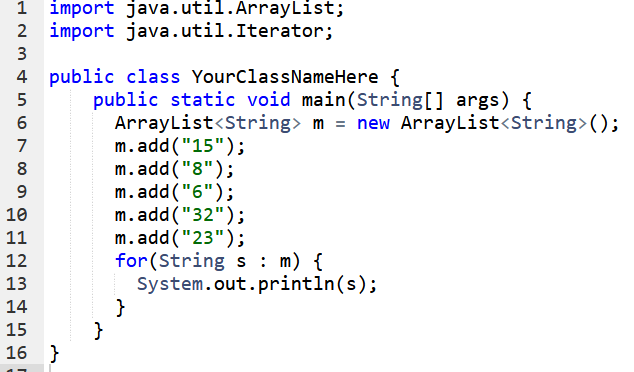 1 import java.util.ArrayList;
2 import java.util.Iterator;
3
4 public class YourClassNameHere {
5     public static void main(String[] args) {
6       ArrayList<String> m = new ArrayList<String>();
7       m.add("15");
8       m.add("8");
9       m.add("6");
10       m.add("32");
11       m.add("23");
12       for(String s : m) {
13         System.out.println(s);
14       }
15     }
16 }
17